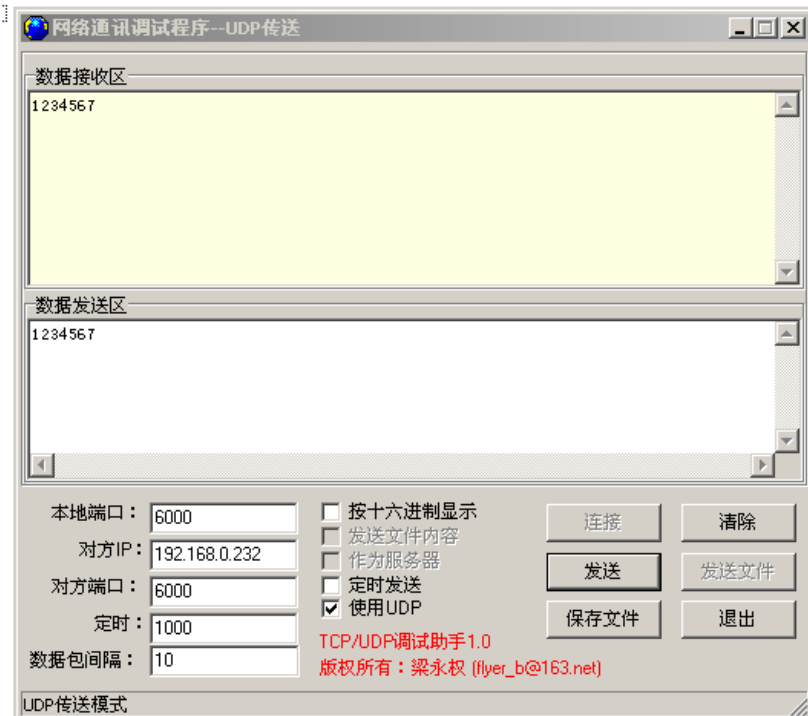 网络通讯调试程序--UDP传送
数据接收区
1234567
数据发送区
1234567
本地端口： 6000
对方IP： 192.168.0.232
对方端口： 6000
定时： 1000
数据包间隔： 10
按十六进制显示
发送文件内容
作为服务器
定时发送
使用UDP
TCP/UDP调试助手1.0
版权所有：梁永权 (flyer_b@163.net)
连接
清除
发送
发送文件
保存文件
退出
UDP传送模式